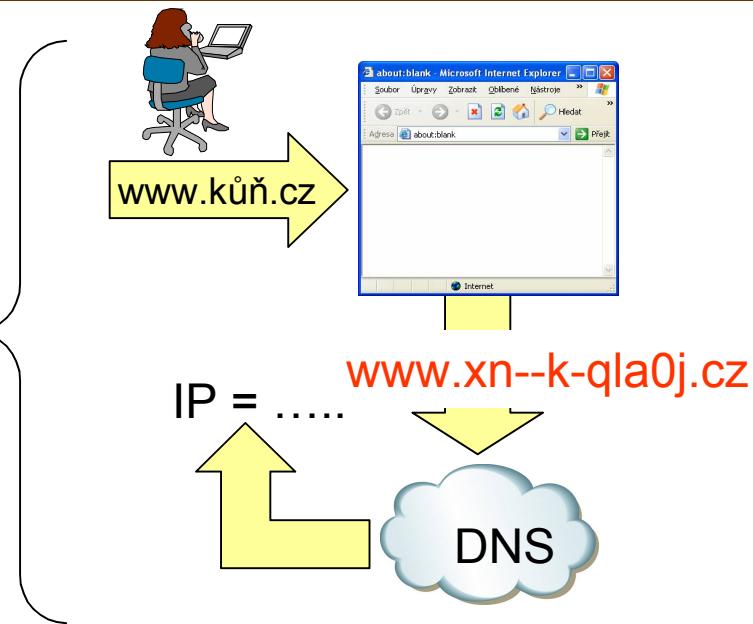 about:blank - Microsoft Internet Explorer
Soubor Úpravy Zobrazit Oblíbené Nástroje »
Zpět Hledat »
Adresa about:blank Přejít
www.kůň.cz
Internet
www.xn--k-qla0j.cz
IP = .....
DNS